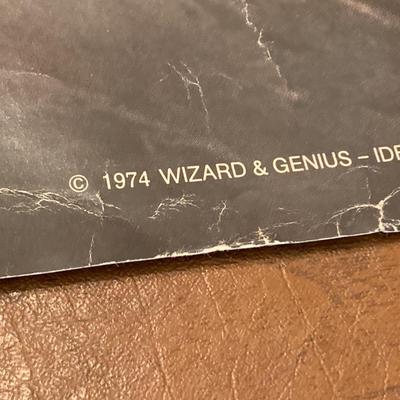 © 1974 WIZARD & GENIUS – IDE